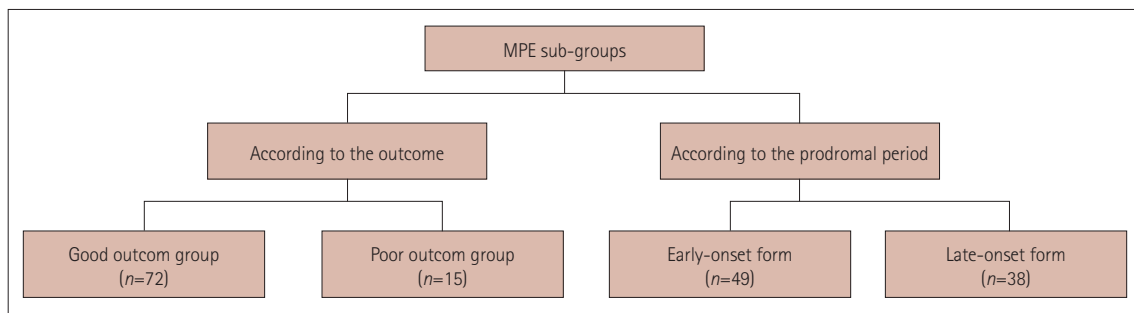 MPE sub-groups
According to the outcome
According to the prodromal period
Good outcom group
(n=72)
Poor outcom group
(n=15)
Early-onset form
(n=49)
Late-onset form
(n=38)